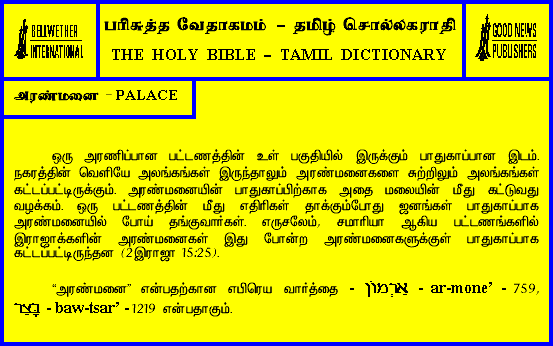 BELLWETHER
INTERNATIONAL
பரிசுத்த வேதாகமம் – தமிழ் சொல்லகராதி
THE HOLY BIBLE – TAMIL DICTIONARY
GOOD NEWS
PUBLISHERS
அரண்மனை - PALACE
ஒரு அரணிப்பான பட்டணத்தின் உள் பகுதியில் இருக்கும் பாதுகாப்பான இடம்.
நகரத்தின் வெளியே அலங்கங்கள் இருந்தாலும் அரண்மனைகளை சுற்றிலும் அலங்கங்கள்
கட்டப்பட்டிருக்கும். அரண்மனையின் பாதுகாப்பிற்காக அதை மலையின் மீது கட்டுவது
வழக்கம். ஒரு பட்டணத்தின் மீது எதிரிகள் தாக்கும்போது ஜனங்கள் பாதுகாப்பாக
அரண்மனையில் போய் தங்குவார்கள். எருசலேம், சமாரியா ஆகிய பட்டணங்களில்
இராஜாக்களின் அரண்மனைகள் இது போன்ற அரண்மனைகளுக்குள் பாதுகாப்பாக
கட்டப்பட்டிருந்தன (2இராஜா 15:25).
“அரண்மனை” என்பதற்கான எபிரெய வார்த்தை - אַרְמוֹן - ar-mone’ - 759,
בָּצַר - baw-tsar’ - 1219 என்பதாகும்.